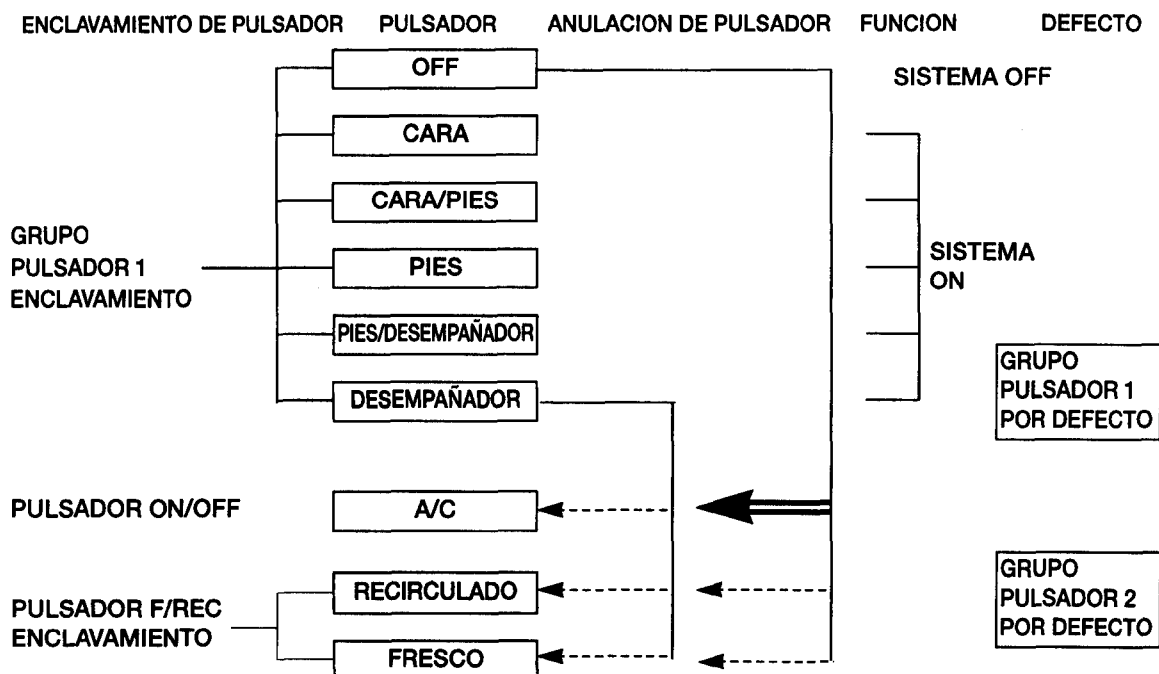 ENCLAVAMIENTO DE PULSADOR PULSADOR ANULACION DE PULSADOR FUNCION DEFECTO
OFF
SISTEMA OFF
CARA
CARA/PIES
GRUPO
PULSADOR 1
ENCLAVAMIENTO
PIES
SISTEMA
ON
PIES/DESEMPAÑADOR
DESEMPAÑADOR
GRUPO
PULSADOR 1
POR DEFECTO
PULSADOR ON/OFF
A/C
PULSADOR F/REC
ENCLAVAMIENTO
RECIRCULADO
FRESCO
GRUPO
PULSADOR 2
POR DEFECTO